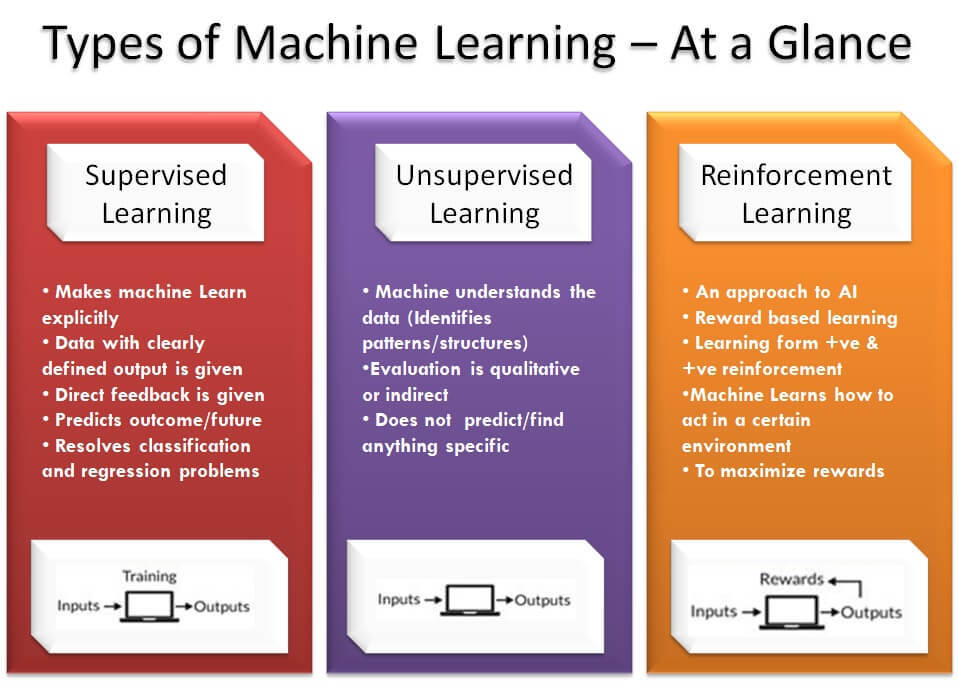 Types of Machine Learning – At a Glance
Supervised
Learning
• Makes machine Learn
explicitly
• Data with clearly
defined output is given
• Direct feedback is given
• Predicts outcome/future
• Resolves classification
and regression problems
Training
Inputs
Outputs
Unsupervised
Learning
• Machine understands the
data (Identifies
patterns/structures)
•Evaluation is qualitative
or indirect
• Does not predict/find
anything specific
Inputs
Outputs
Reinforcement
Learning
• An approach to AI
• Reward based learning
• Learning form +ve &
+ve reinforcement
•Machine Learns how to
act in a certain
environment
• To maximize rewards
Rewards
Inputs
Outputs